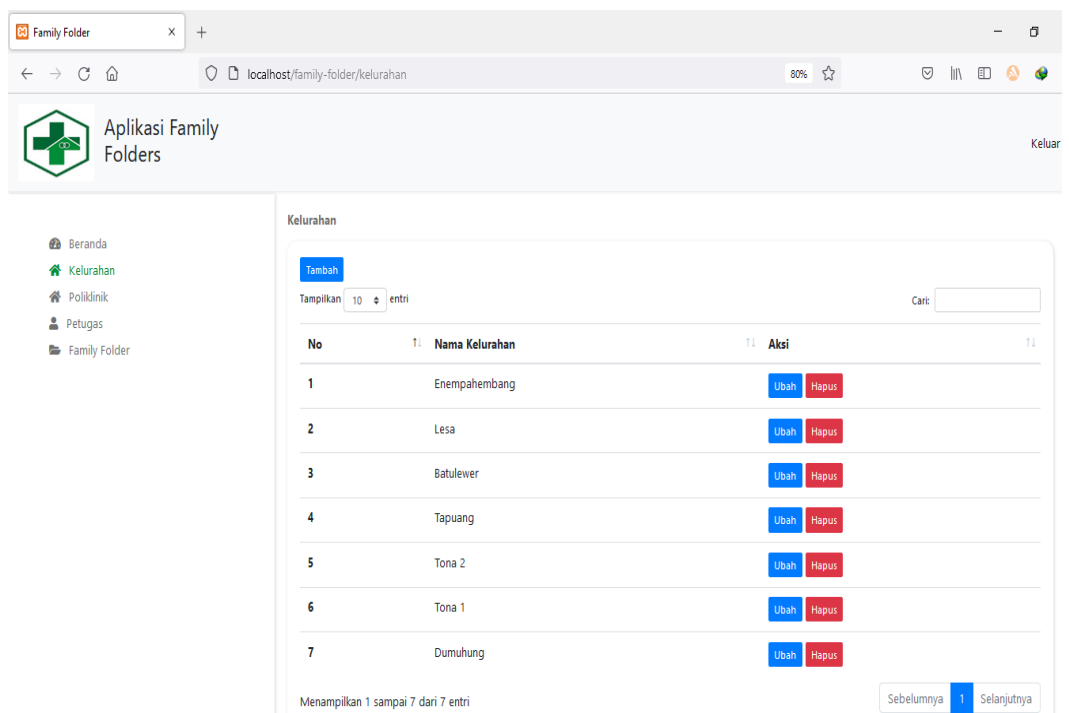 Family Folder
localhost/family-folder/kelurahan
80%
Aplikasi Family
Folders
Keluar
Beranda
Kelurahan
Poliklinik
Petugas
Family Folder
Kelurahan
Tambah
Tampilkan 10 entri
Cari:
No Nama Kelurahan Aksi
1 Enempahembang Ubah Hapus
2 Lesa Ubah Hapus
3 Batulewer Ubah Hapus
4 Tapuang Ubah Hapus
5 Tona 2 Ubah Hapus
6 Tona 1 Ubah Hapus
7 Dumuhung Ubah Hapus
Menampilkan 1 sampai 7 dari 7 entri
Sebelumnya 1 Selanjutnya